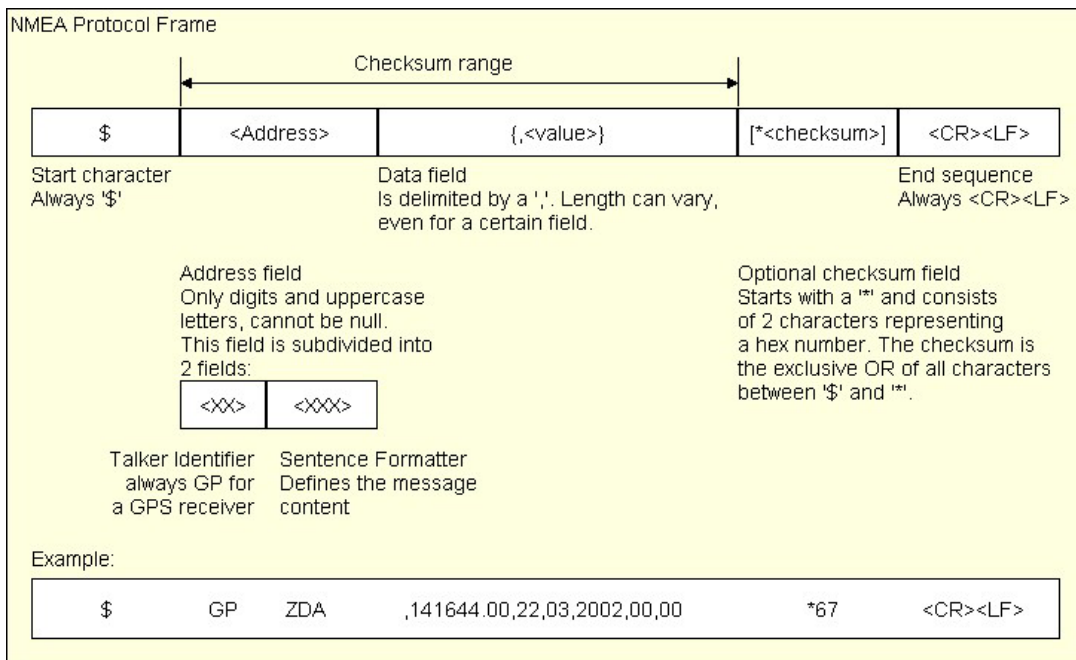 NMEA Protocol Frame
Checksum range
$ <Address> {,<value>} [*<checksum>] <CR><LF>
Start character
Always '$'
Data field
Is delimited by a ','. Length can vary,
even for a certain field.
End sequence
Always <CR><LF>
Address field
Only digits and uppercase
letters, cannot be null.
This field is subdivided into
2 fields:
<XX> <XXX>
Optional checksum field
Starts with a '*' and consists
of 2 characters representing
a hex number. The checksum is
the exclusive OR of all characters
between '$' and '*'.
Talker Identifier
always GP for
a GPS receiver
Sentence Formatter
Defines the message
content
Example:
$ GP ZDA ,141644.00,22,03,2002,00,00 *67 <CR><LF>